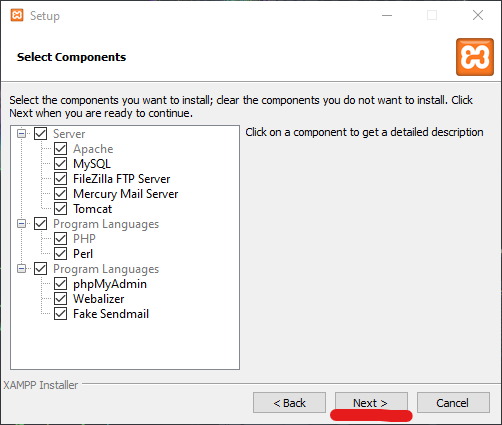 Setup
Select Components
Select the components you want to install; clear the components you do not want to install. Click
Next when you are ready to continue.
Server
Apache
MySQL
FileZilla FTP Server
Mercury Mail Server
Tomcat
Program Languages
PHP
Perl
Program Languages
phpMyAdmin
Webalizer
Fake Sendmail
Click on a component to get a detailed description
XAMPP Installer
< Back
Next >
Cancel